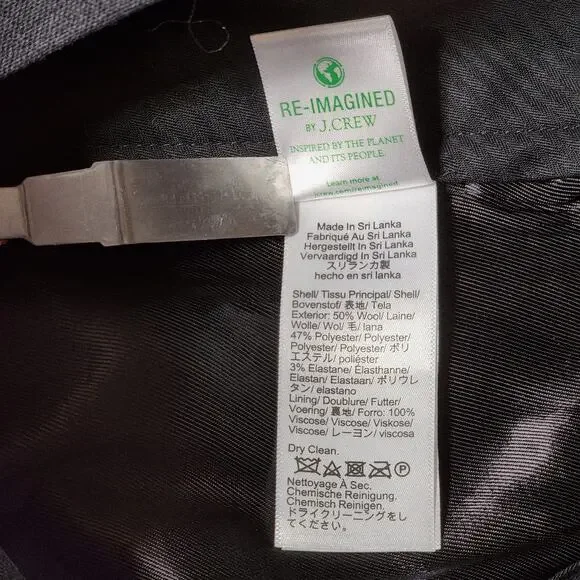 RE-IMAGINED
BY J.CREW
INSPIRED BY THE PLANET
AND ITS PEOPLE.
Learn more at
jcrew.com/re-imagined
Made In Sri Lanka
Fabriqué Au Sri Lanka
Hergestellt In Sri Lanka
Vervaardigd In Sri Lanka
スリランカ製
hecho en sri lanka
Shell/ Tissu Principal/ Shell/
Bovenstof/ 表地/ Tela
Exterior: 50% Wool/ Laine/
Wolle/ Wol/ 毛/ lana
47% Polyester/ Polyester/
Polyester/ Polyester/ ポリ
エステル/ poliéster
3% Elastane/ Élasthanne/
Elastan/ Elastaan/ ポリウレ
タン/ elastano
Lining/ Doublure/ Futter/
Voering/ 裏地/ Forro: 100%
Viscose/ Viscose/ Viskose/
Viscose/ レーヨン/ viscosa
Dry Clean.
P
Nettoyage À Sec.
Chemische Reinigung.
Chemisch Reinigen.
ドライクリーニングをし
てください。